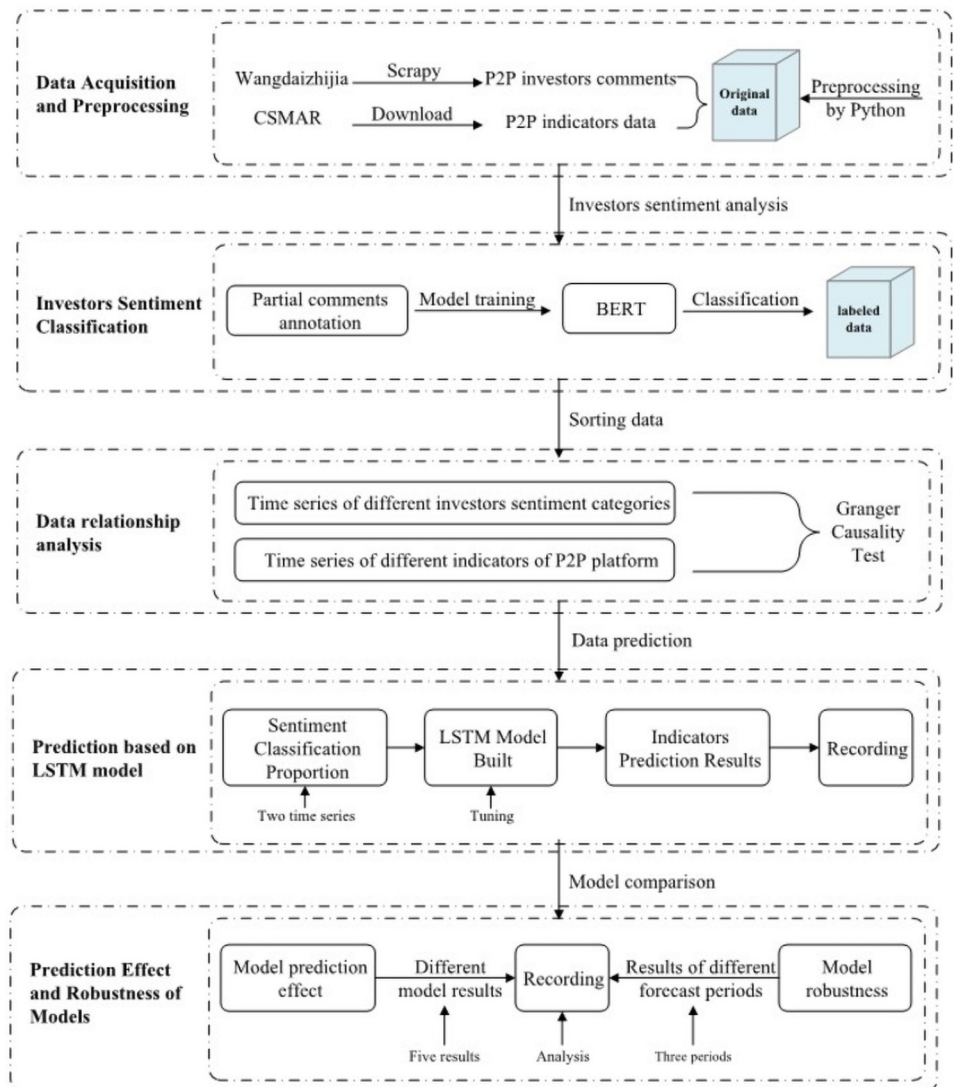 Data Acquisition
and Preprocessing
Wangdaizhijia
Scrapy
P2P investors comments
CSMAR
Download
P2P indicators data
Original
data
Preprocessing
by Python
Investors sentiment analysis
Investors Sentiment
Classification
Partial comments
annotation
Model training
BERT
Classification
labeled
data
Sorting data
Data relationship
analysis
Time series of different investors sentiment categories
Time series of different indicators of P2P platform
Granger
Causality
Test
Data prediction
Prediction based on
LSTM model
Sentiment
Classification
Proportion
LSTM Model
Built
Indicators
Prediction Results
Recording
Two time series
Tuning
Model comparison
Prediction Effect
and Robustness of
Models
Model prediction
effect
Different
model results
Recording
Results of different
forecast periods
Model
robustness
Five results
Analysis
Three periods